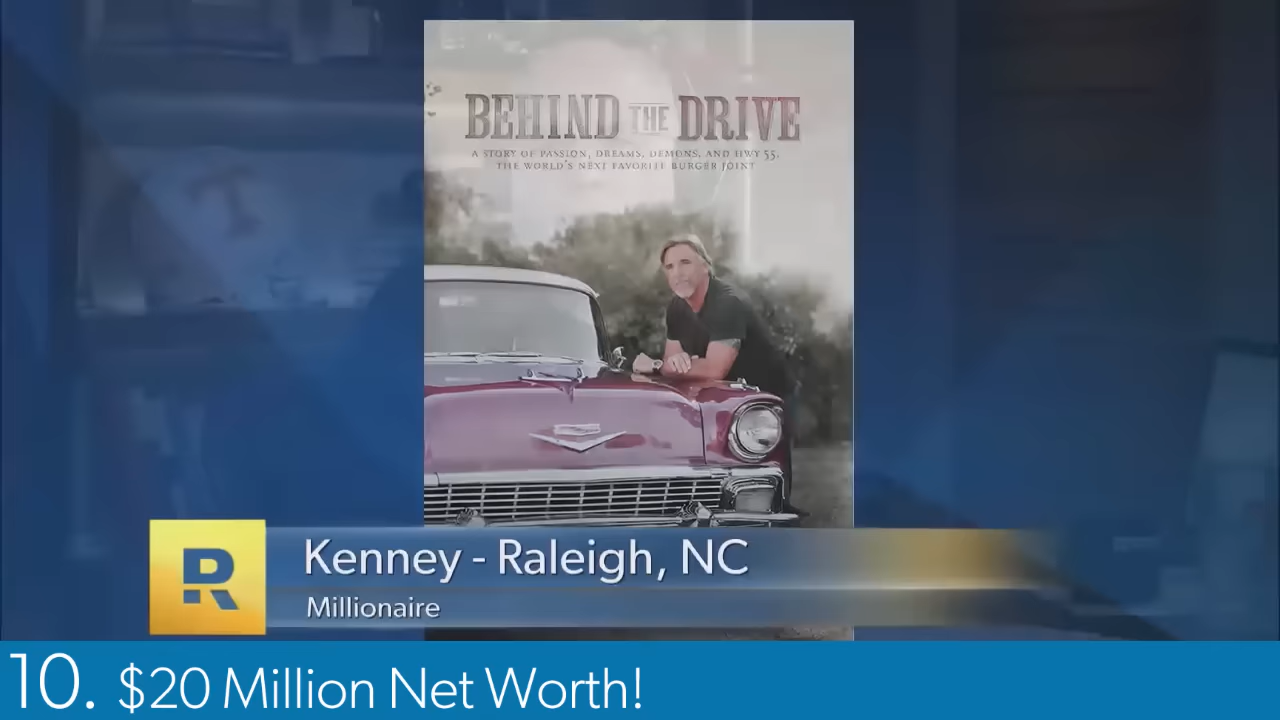 BEHIND THE DRIVE
A STORY OF PASSION, DREAMS, DEMONS, AND HWY 55,
THE WORLD'S NEXT FAVORITE BURGER JOINT
R
Kenney - Raleigh, NC
Millionaire
10. $20 Million Net Worth!